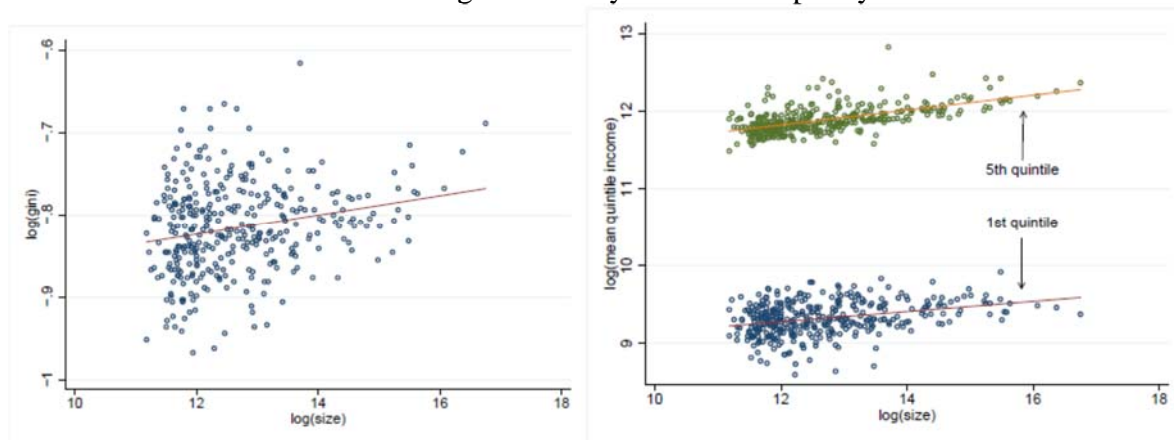 -.6
-.7
-.8
-.9
-1
log(gini)
10 12 14 16 18
log(size)
13
12
11
10
9
log(mean quintile income)
5th quintile
1st quintile
10 12 14 16 18
log(size)